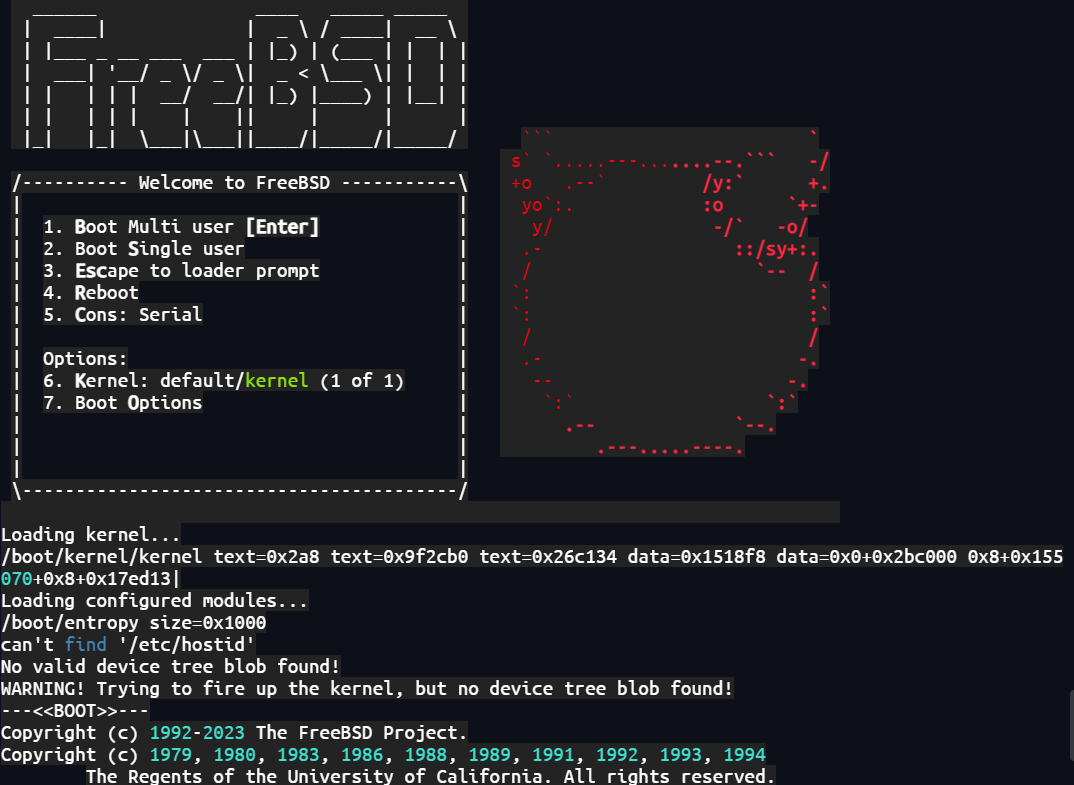 FreeBSD
/---------- Welcome to FreeBSD -----------\
1. Boot Multi user [Enter]
2. Boot Single user
3. Escape to loader prompt
4. Reboot
5. Cons: Serial
Options:
6. Kernel: default/kernel (1 of 1)
7. Boot Options
\-----------------------------------------/
Loading kernel...
/boot/kernel/kernel text=0x2a8 text=0x9f2cb0 text=0x26c134 data=0x1518f8 data=0x0+0x2bc000 0x8+0x155
070+0x8+0x17ed13|
Loading configured modules...
/boot/entropy size=0x1000
can't find '/etc/hostid'
No valid device tree blob found!
WARNING! Trying to fire up the kernel, but no device tree blob found!
---<<BOOT>>---
Copyright (c) 1992-2023 The FreeBSD Project.
Copyright (c) 1979, 1980, 1983, 1986, 1988, 1989, 1991, 1992, 1993, 1994
The Regents of the University of California. All rights reserved.